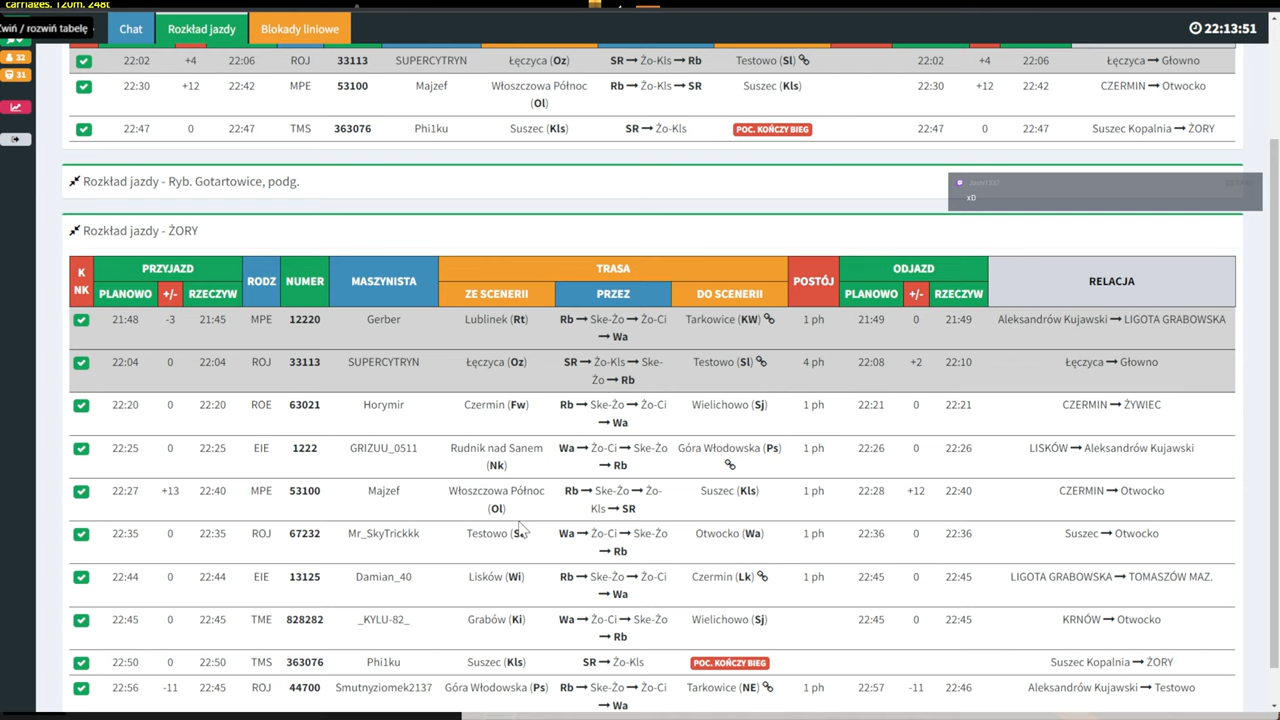 carriages. 120m. 248t
Zwiń / rozwiń tabelę Chat Rozkład jazdy Blokady liniowe 22:13:51
32
31
22:02 +4 22:06 ROJ 33113 SUPERCYTRYN Łęczyca (Oz) SR → Żo-Kls → Rb Testowo (Sl) 22:02 +4 22:06 Łęczyca → Głowno
22:30 +12 22:42 MPE 53100 Majzef Włoszczowa Północ (Ol) Rb → Żo-Kls → SR Suszec (Kls) 22:30 +12 22:42 CZERMIN → Otwocko
22:47 0 22:47 TMS 363076 Phi1ku Suszec (Kls) SR → Żo-Kls POC. KOŃCZY BIEG 22:47 0 22:47 Suszec Kopalnia → ŻORY
Rozkład jazdy - Ryb. Gotartowice, podg.
xD
Rozkład jazdy - ŻORY
K NK PRZYJAZD RODZ NUMER MASZYNISTA TRASA POSTÓJ ODJAZD RELACJA
PLANOWO +/- RZECZYW ZE SCENERII PRZEZ DO SCENERII PLANOWO +/- RZECZYW
21:48 -3 21:45 MPE 12220 Gerber Lublinek (Rt) Rb → Ske-Żo → Żo-Ci → Wa Tarkowice (KW) 1 ph 21:49 0 21:49 Aleksandrów Kujawski → LIGOTA GRABOWSKA
22:04 0 22:04 ROJ 33113 SUPERCYTRYN Łęczyca (Oz) SR → Żo-Kls → Ske-Żo → Rb Testowo (Sl) 4 ph 22:08 +2 22:10 Łęczyca → Głowno
22:20 0 22:20 ROE 63021 Horymir Czermin (Fw) Rb → Ske-Żo → Żo-Ci → Wa Wielichowo (Sj) 1 ph 22:21 0 22:21 CZERMIN → ŻYWIEC
22:25 0 22:25 EIE 1222 GRIZUU_0511 Rudnik nad Sanem (Nk) Wa → Żo-Ci → Ske-Żo → Rb Góra Włodowska (Ps) 1 ph 22:26 0 22:26 LISKÓW → Aleksandrów Kujawski
22:27 +13 22:40 MPE 53100 Majzef Włoszczowa Północ (Ol) Rb → Ske-Żo → Żo-Kls → SR Suszec (Kls) 1 ph 22:28 +12 22:40 CZERMIN → Otwocko
22:35 0 22:35 ROJ 67232 Mr_SkyTrickkk Testowo Wa → Żo-Ci → Ske-Żo → Rb Otwocko (Wa) 1 ph 22:36 0 22:36 Suszec → Otwocko
22:44 0 22:44 EIE 13125 Damian_40 Lisków (Wi) Rb → Ske-Żo → Żo-Ci → Wa Czermin (Lk) 1 ph 22:45 0 22:45 LIGOTA GRABOWSKA → TOMASZÓW MAZ.
22:45 0 22:45 TME 828282 _KYLU-82_ Grabów (Ki) Wa → Żo-Ci → Ske-Żo → Rb Wielichowo (Sj) 22:45 0 22:45 KRNÓW → Otwocko
22:50 0 22:50 TMS 363076 Phi1ku Suszec (Kls) SR → Żo-Kls POC. KOŃCZY BIEG Suszec Kopalnia → ŻORY
22:56 -11 22:45 ROJ 44700 Smutnyziomek2137 Góra Włodowska (Ps) Rb → Ske-Żo → Żo-Ci → Wa Tarkowice (NE) 1 ph 22:57 -11 22:46 Aleksandrów Kujawski → Testowo